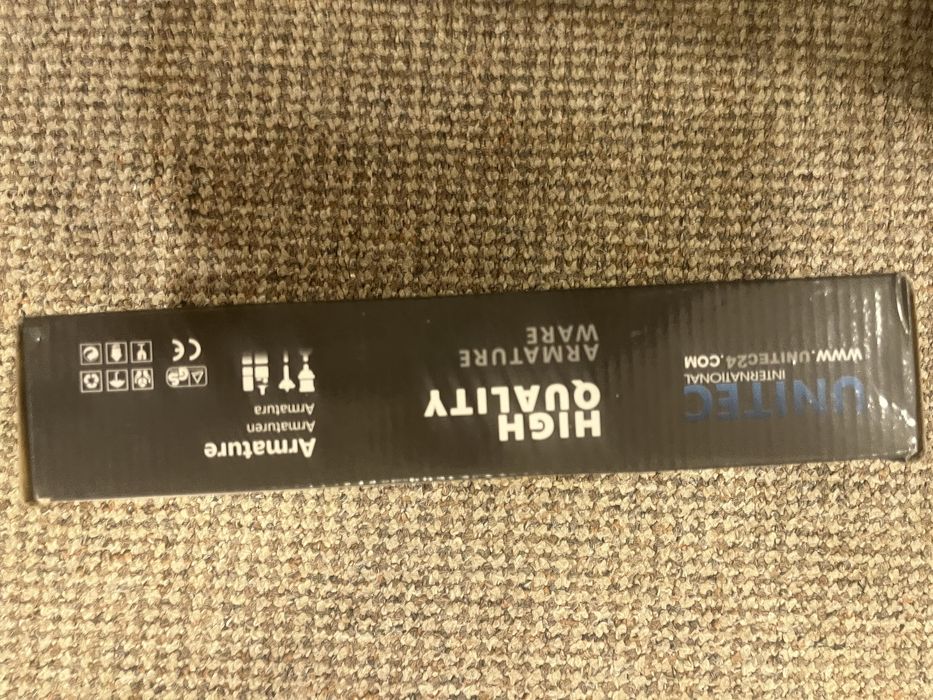 UNITEC
INTERNATIONAL
WWW.UNITEC24.COM
HIGH
QUALITY
ARMATURE
WARE
Armature
Armaturen
Armatura
CE